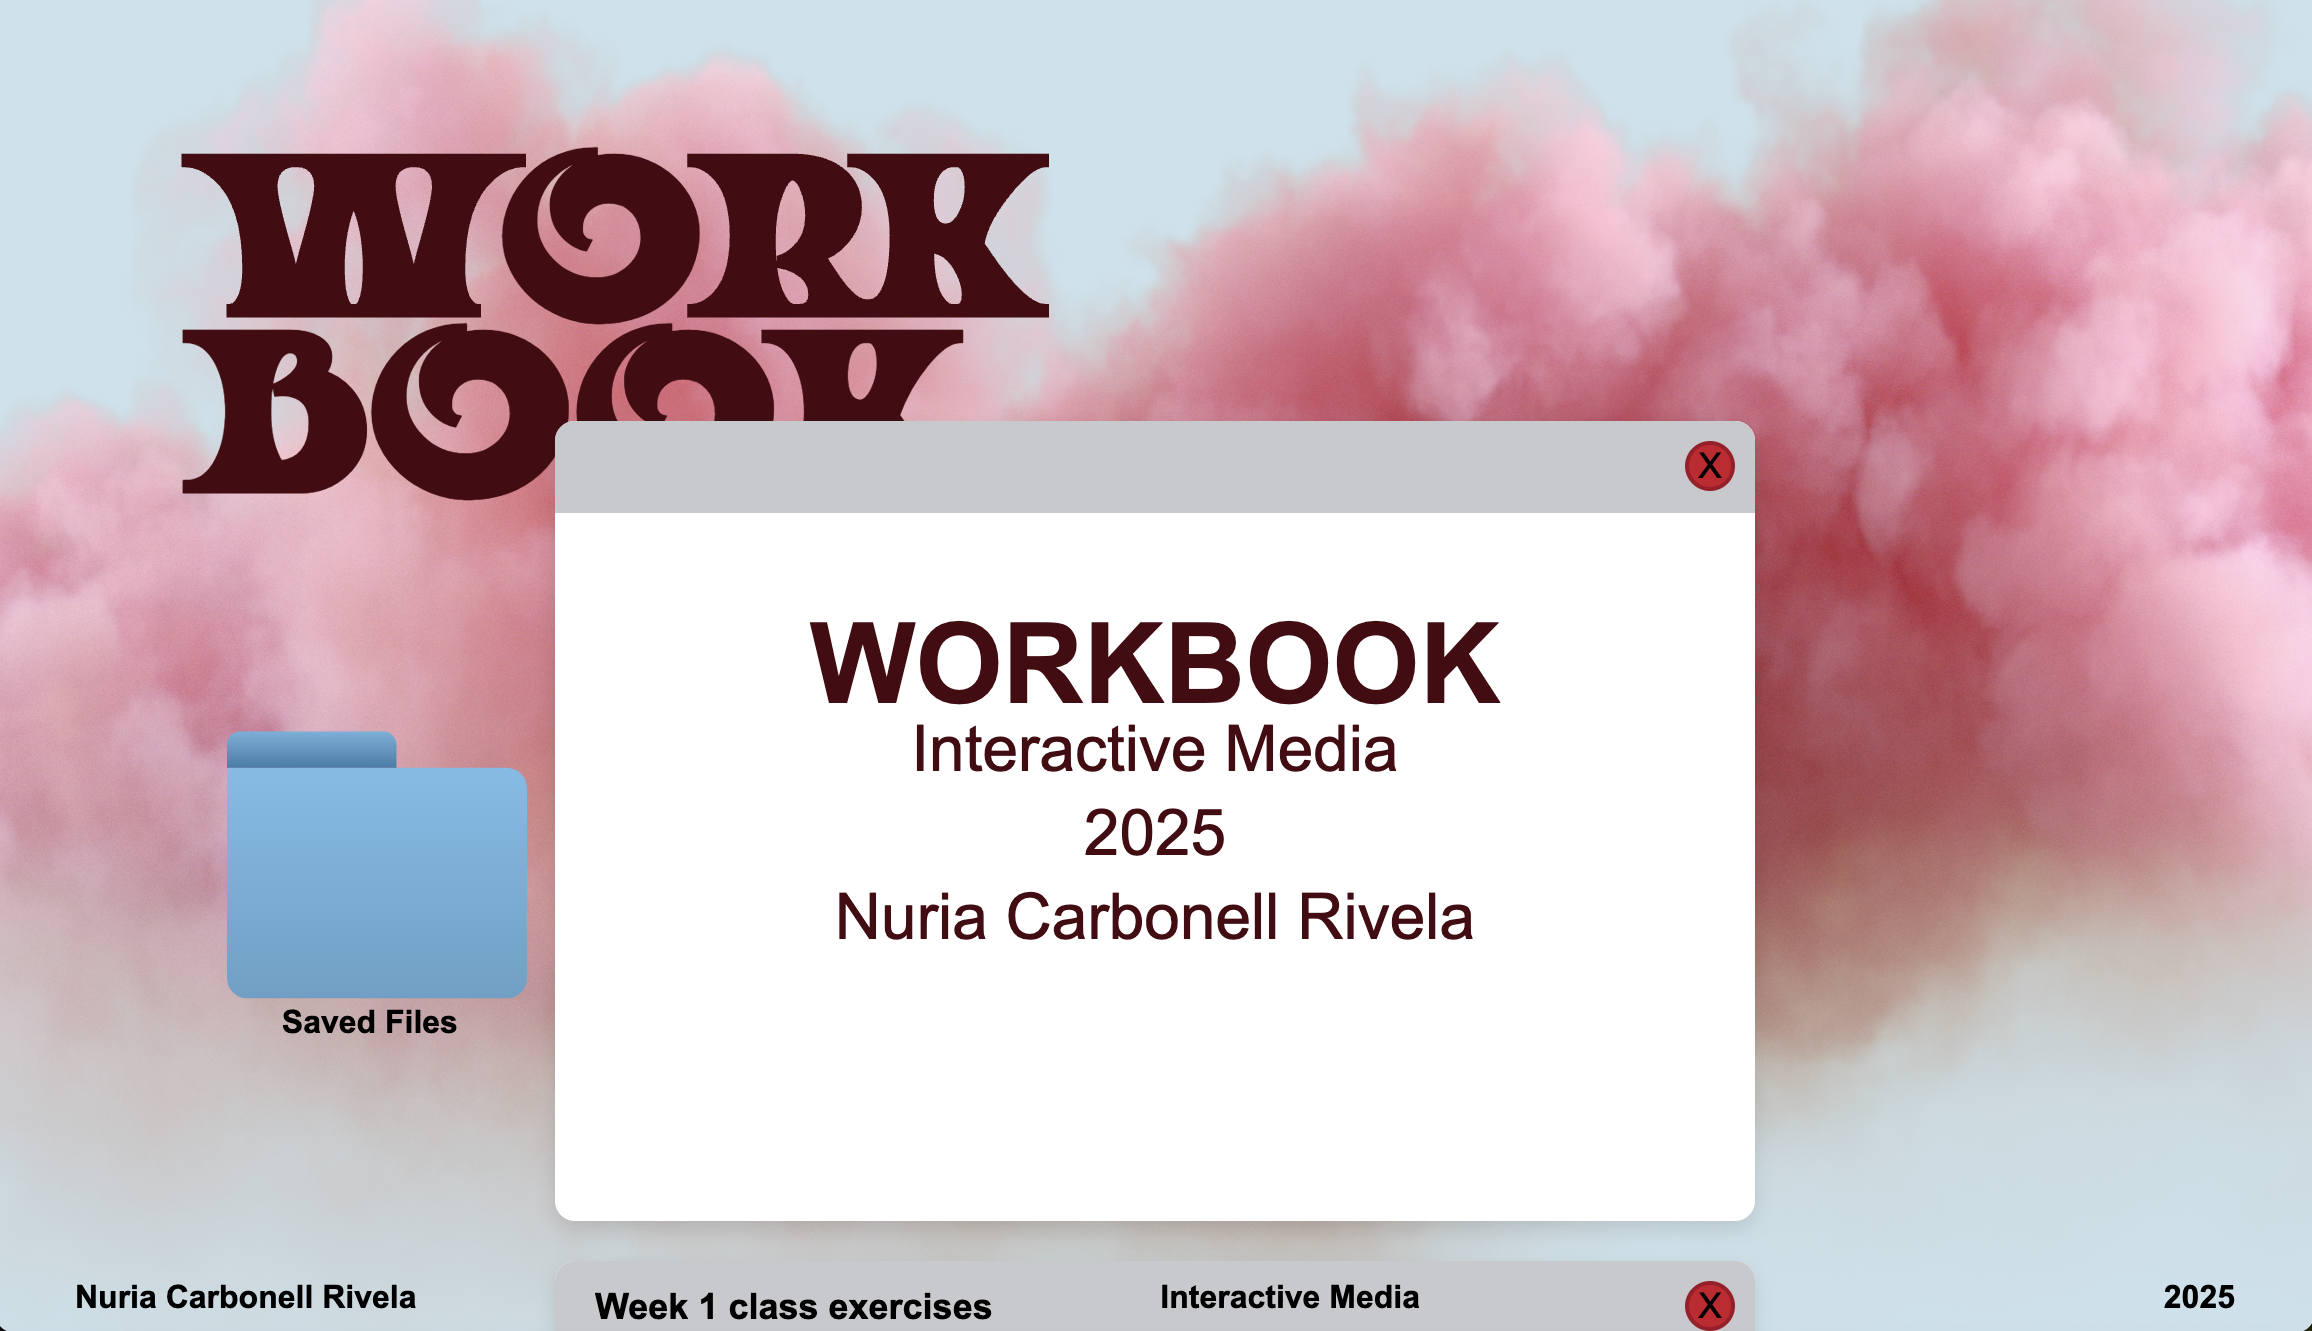 WORK
BOOK
X
WORKBOOK
Interactive Media
2025
Nuria Carbonell Rivela
Saved Files
Week 1 class exercises
X
Nuria Carbonell Rivela
Interactive Media
2025